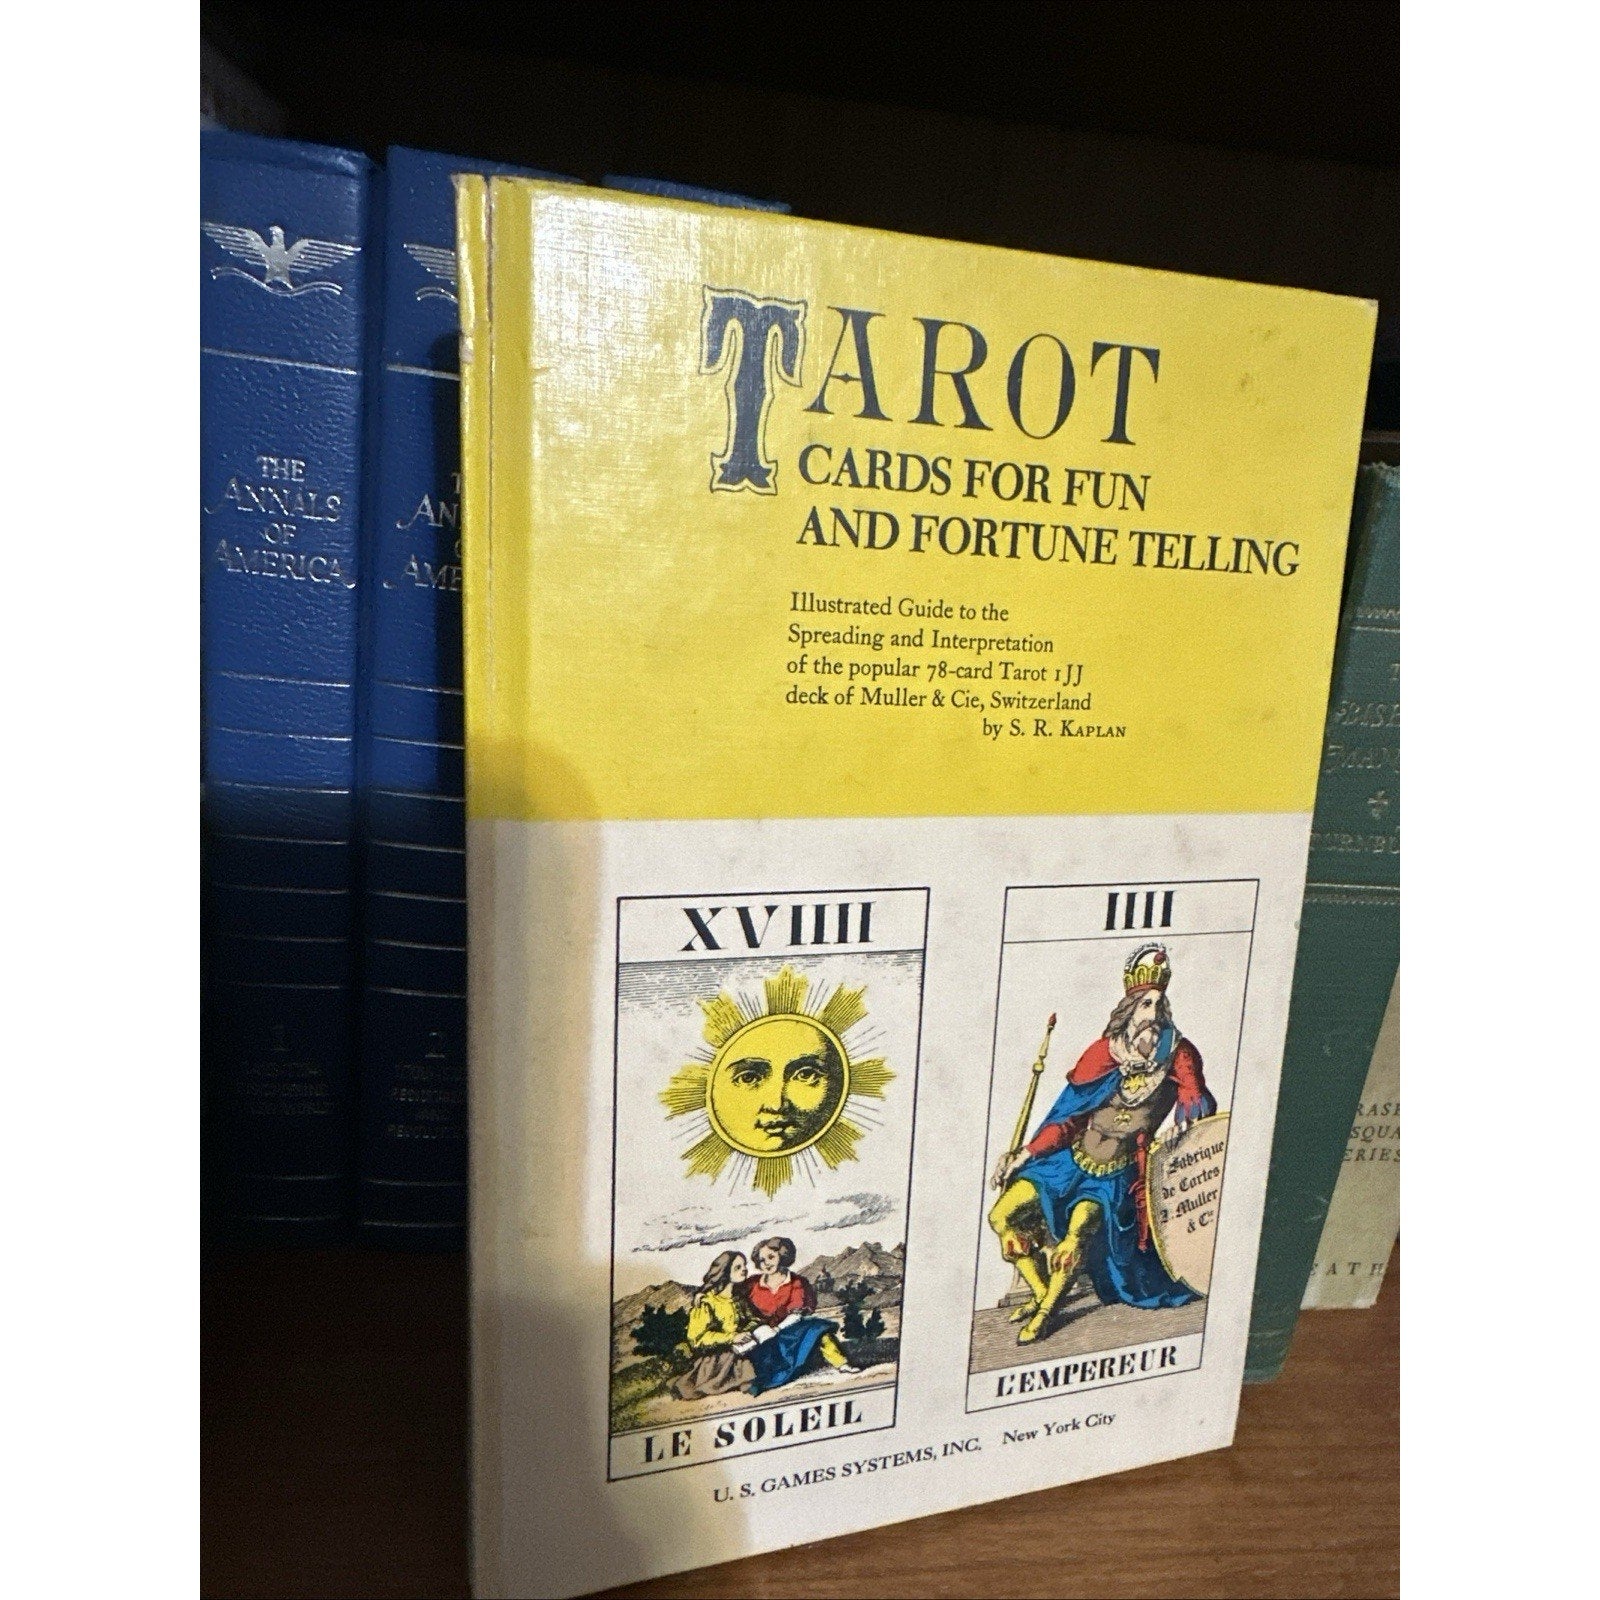 THE
ANNALS
OF
AMERICA
1
2
TAROT
CARDS FOR FUN
AND FORTUNE TELLING
Illustrated Guide to the
Spreading and Interpretation
of the popular 78-card Tarot 1JJ
deck of Muller & Cie, Switzerland
by S. R. KAPLAN
XVIIII
LE SOLEIL
IIII
Fabrique
de Cartes
J. Muller
& Cie
L'EMPEREUR
U. S. GAMES SYSTEMS, INC. New York City